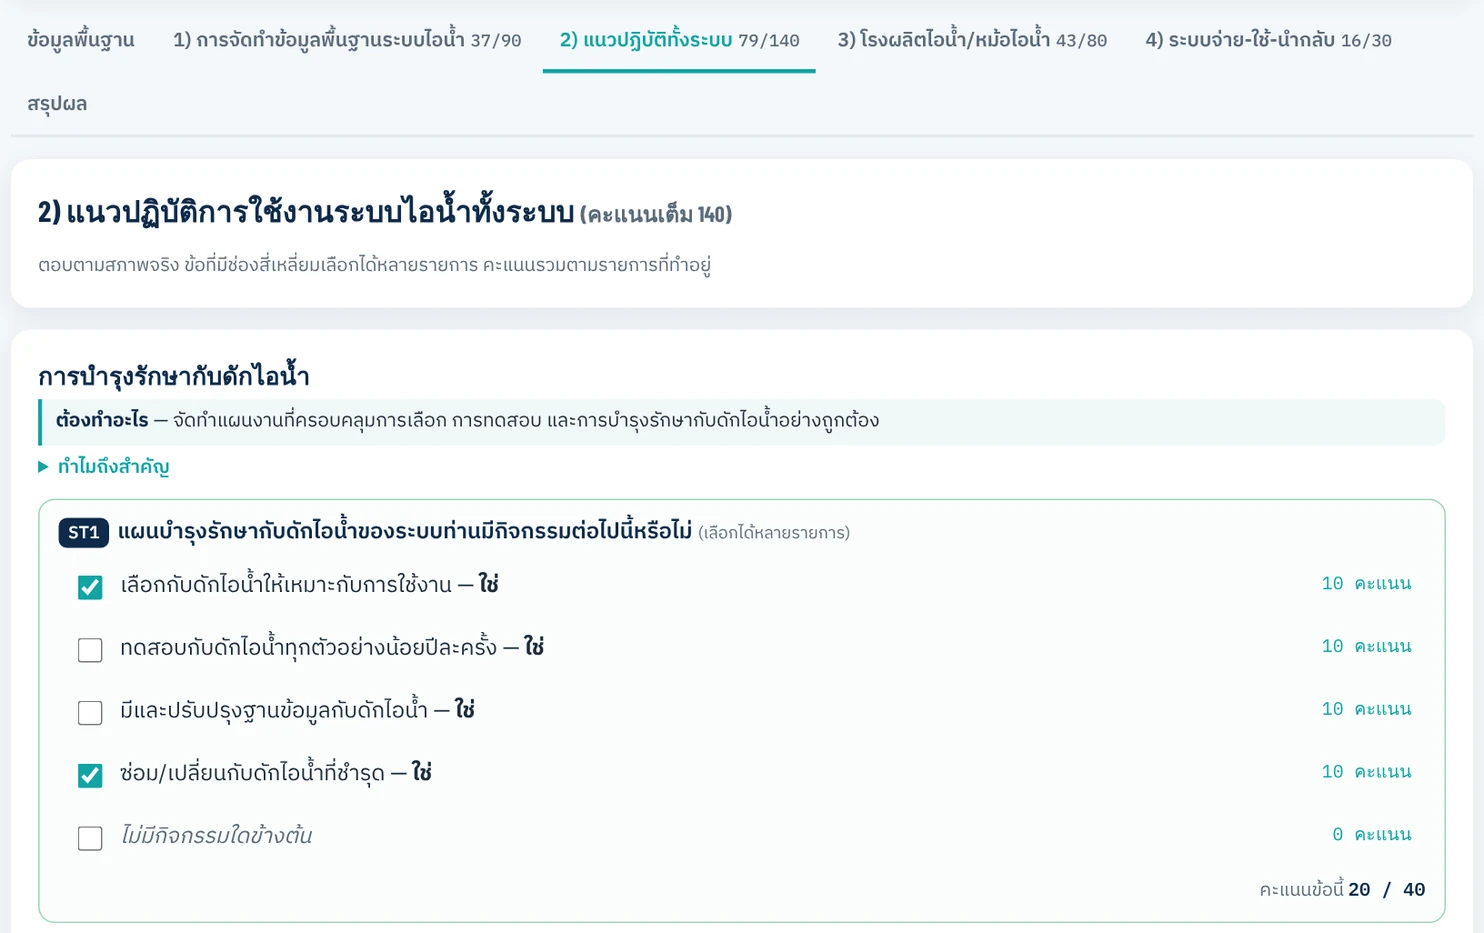 ข้อมูลพื้นฐาน
1) การจัดทำข้อมูลพื้นฐานระบบไอน้ำ 37/90
2) แนวปฏิบัติทั้งระบบ 79/140
3) โรงผลิตไอน้ำ/หม้อไอน้ำ 43/80
4) ระบบจ่าย-ใช้-นำกลับ 16/30
สรุปผล
2) แนวปฏิบัติการใช้งานระบบไอน้ำทั้งระบบ (คะแนนเต็ม 140)
ตอบตามสภาพจริง ข้อที่มีช่องสี่เหลี่ยมเลือกได้หลายรายการ คะแนนรวมตามรายการที่ทำอยู่
การบำรุงรักษากับดักไอน้ำ
ต้องทำอะไร — จัดทำแผนงานที่ครอบคลุมการเลือก การทดสอบ และการบำรุงรักษากับดักไอน้ำอย่างถูกต้อง
ทำไมถึงสำคัญ
ST1 แผนบำรุงรักษากับดักไอน้ำของระบบท่านมีกิจกรรมต่อไปนี้หรือไม่ (เลือกได้หลายรายการ)
เลือกกับดักไอน้ำให้เหมาะกับการใช้งาน — ใช่ 10 คะแนน
ทดสอบกับดักไอน้ำทุกตัวอย่างน้อยปีละครั้ง — ใช่ 10 คะแนน
มีและปรับปรุงฐานข้อมูลกับดักไอน้ำ — ใช่ 10 คะแนน
ซ่อม/เปลี่ยนกับดักไอน้ำที่ชำรุด — ใช่ 10 คะแนน
ไม่มีกิจกรรมใดข้างต้น 0 คะแนน
คะแนนข้อนี้ 20 / 40